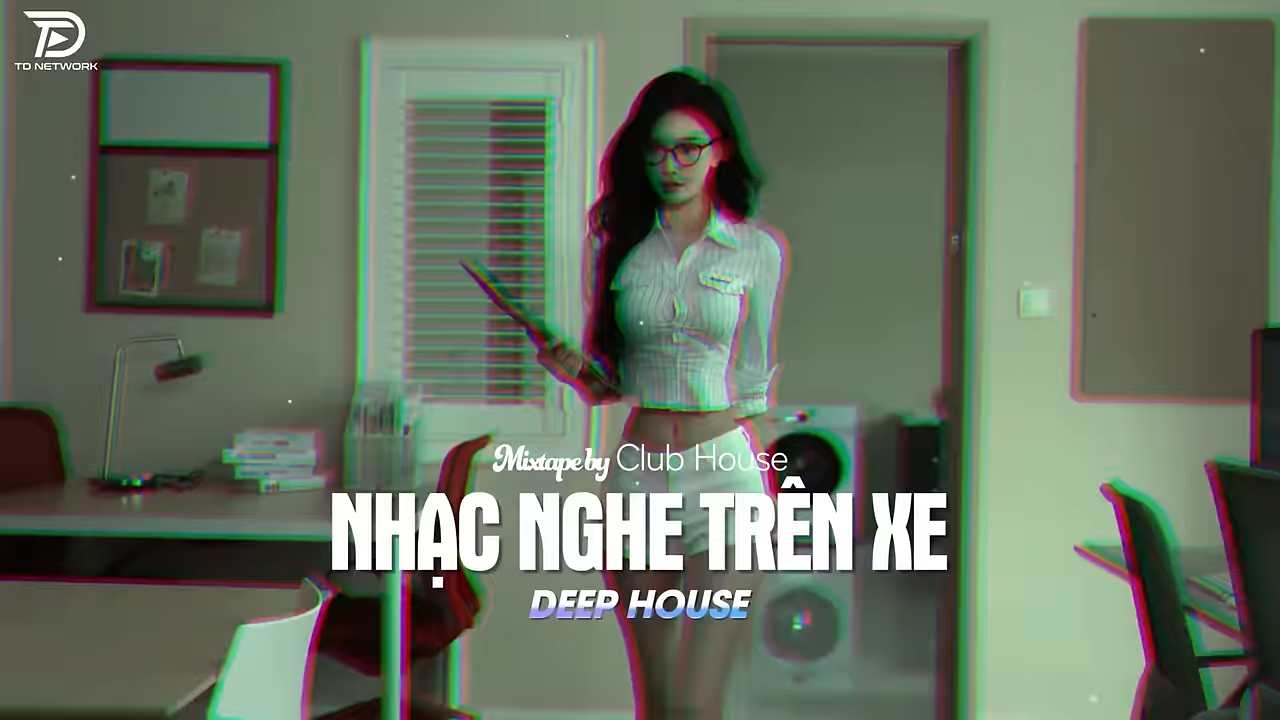 TD NETWORK
Mixtape by Club House
NHẠC NGHE TRÊN XE
DEEP HOUSE